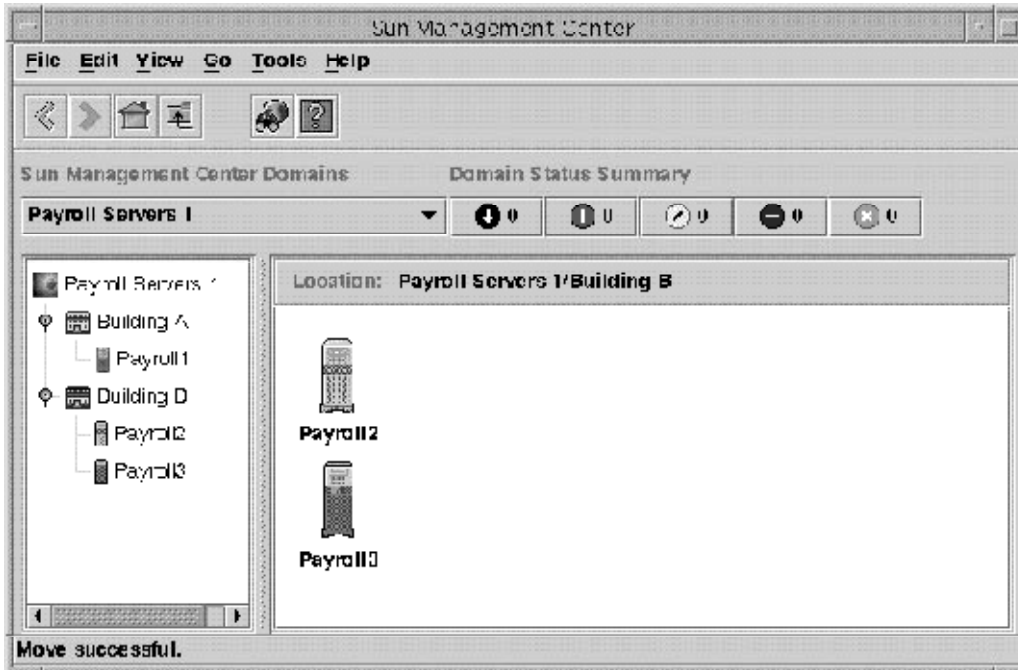 Sun Management Center
File Edit View Go Tools Help
Sun Management Center Domains
Domain Status Summary
Payroll Servers 1
0 0 0 0 0
Payroll Servers 1
Location: Payroll Servers 1/Building B
Building A
Payroll1
Building B
Payroll2
Payroll3
Payroll2
Payroll3
Move successful.